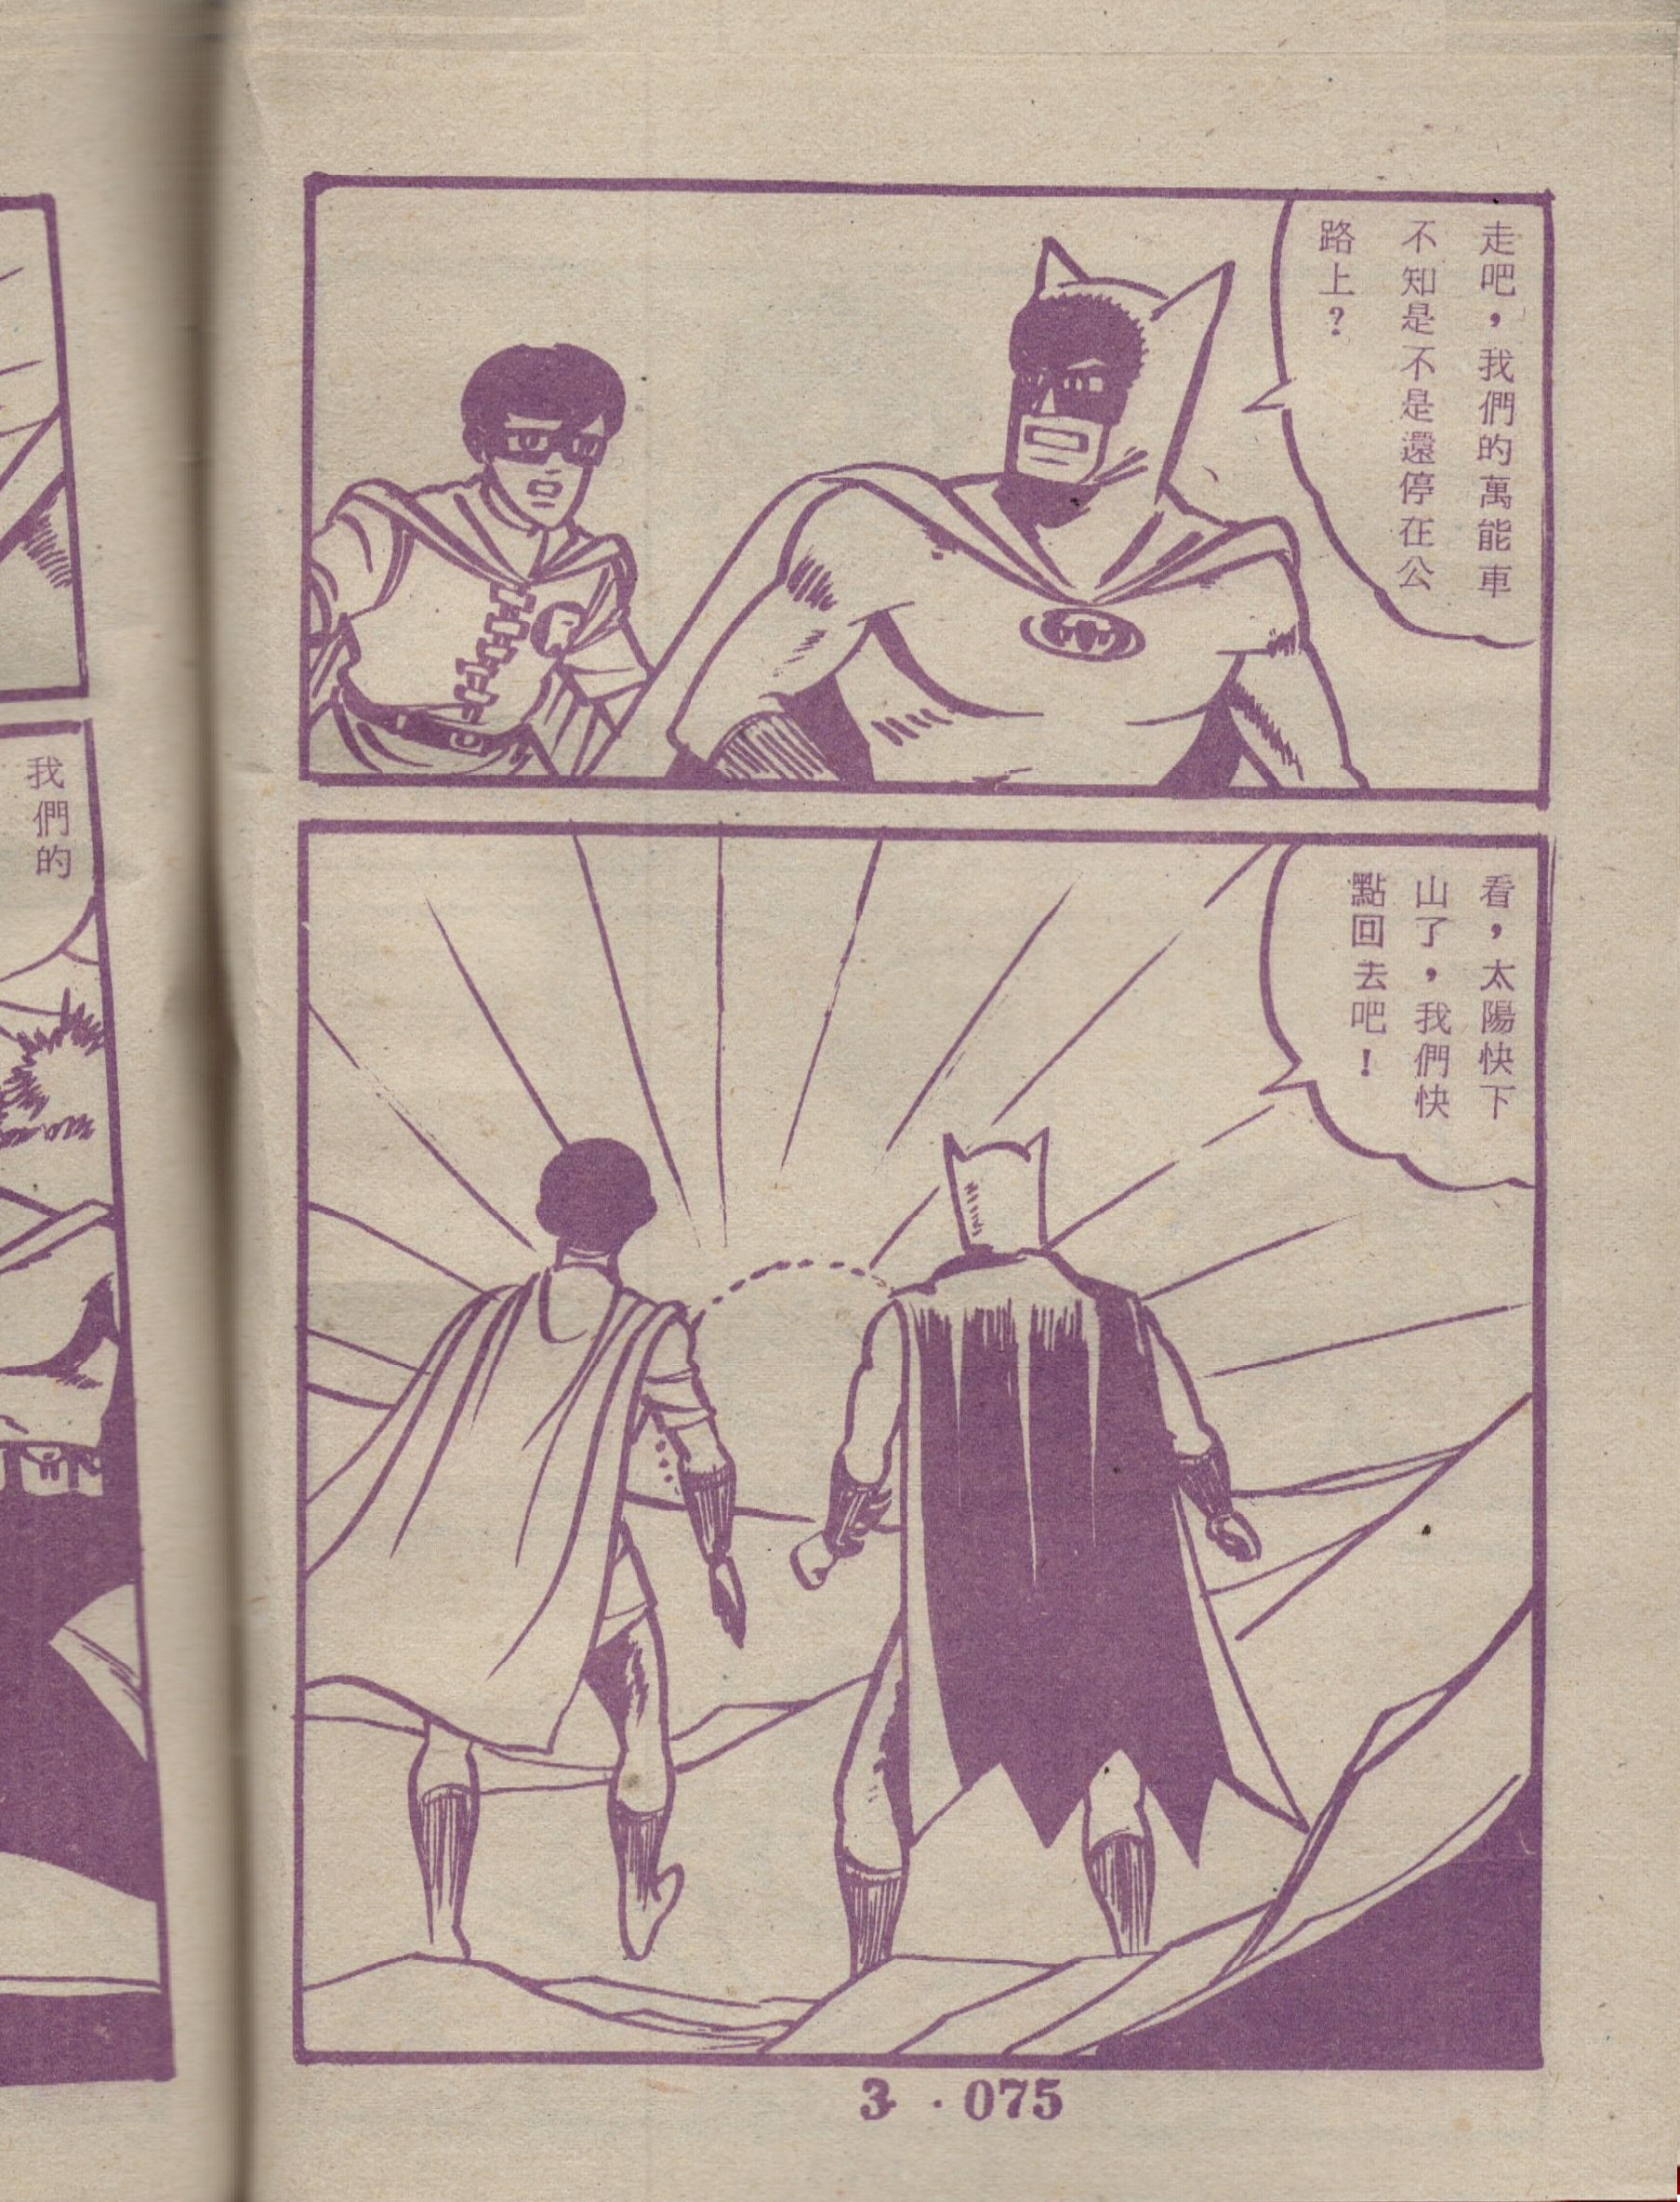 走吧，我們的萬能車
不知是不是還停在公
路上？
看，太陽快下
山了，我們快
點回去吧！
我們的
3．075